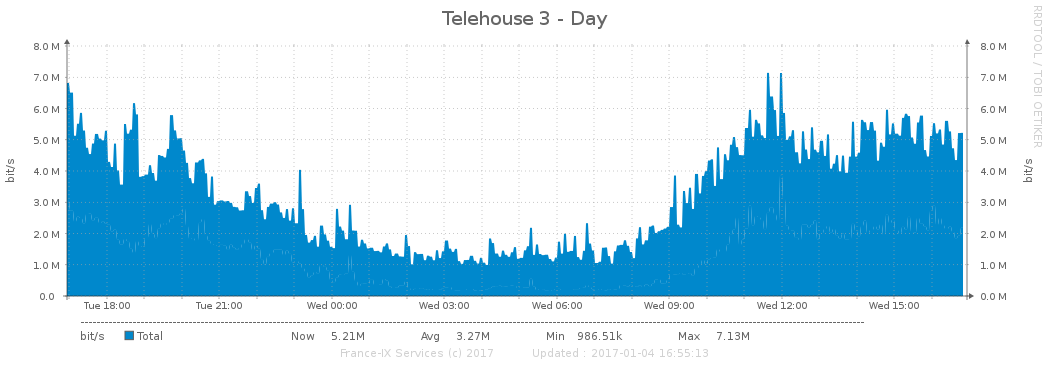 Telehouse 3 - Day
RRDTOOL / TOBI OETIKER
bit/s
8.0 M 8.0 M
7.0 M 7.0 M
6.0 M 6.0 M
5.0 M 5.0 M
4.0 M 4.0 M
3.0 M 3.0 M
2.0 M 2.0 M
1.0 M 1.0 M
0.0 0.0 M
bit/s
Tue 18:00 Tue 21:00 Wed 00:00 Wed 03:00 Wed 06:00 Wed 09:00 Wed 12:00 Wed 15:00
bit/s Total Now 5.21M Avg 3.27M Min 986.51k Max 7.13M
France-IX Services (c) 2017 Updated : 2017-01-04 16:55:13